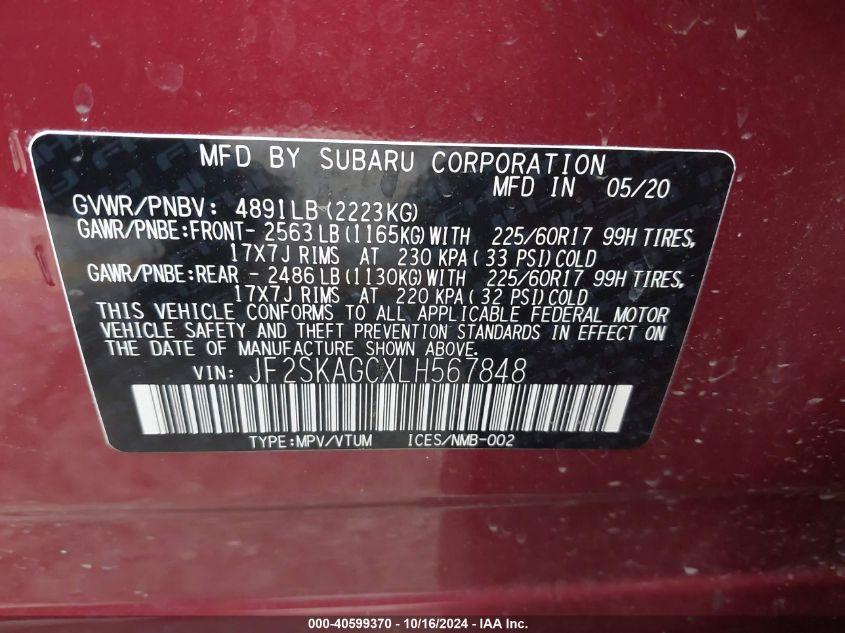 MFD BY SUBARU CORPORATION
MFD IN 05/20
GVWR/PNBV: 4891LB(2223KG)
GAWR/PNBE:FRONT- 2563LB(1165KG)WITH 225/60R17 99H TIRES,
17X7J RIMS AT 230 KPA(33 PSI)COLD
GAWR/PNBE:REAR - 2486LB(1130KG)WITH 225/60R17 99H TIRES,
17X7J RIMS AT 220 KPA(32 PSI)COLD
THIS VEHICLE CONFORMS TO ALL APPLICABLE FEDERAL MOTOR
VEHICLE SAFETY AND THEFT PREVENTION STANDARDS IN EFFECT ON
THE DATE OF MANUFACTURE SHOWN ABOVE.
VIN: JF2SKAGCXLH567848
TYPE:MPV/VTUM ICES/NMB-002
000-40599370 | 10/16/2024 - IAA Inc.